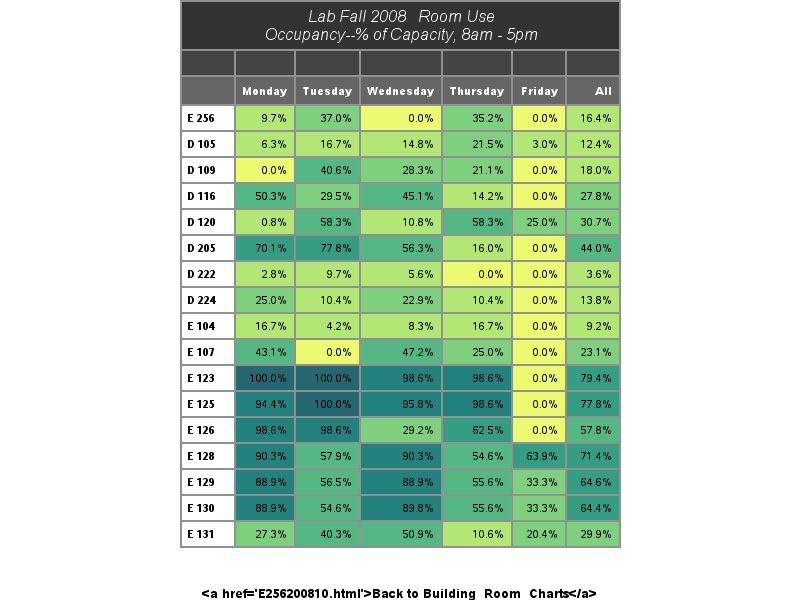 Lab Fall 2008 Room Use
Occupancy--% of Capacity, 8am - 5pm
Monday Tuesday Wednesday Thursday Friday All
E 256 9.7% 37.0% 0.0% 35.2% 0.0% 16.4%
D 105 6.3% 16.7% 14.8% 21.5% 3.0% 12.4%
D 109 0.0% 40.6% 28.3% 21.1% 0.0% 18.0%
D 116 50.3% 29.5% 45.1% 14.2% 0.0% 27.8%
D 120 0.8% 58.3% 10.8% 58.3% 25.0% 30.7%
D 205 70.1% 77.8% 56.3% 16.0% 0.0% 44.0%
D 222 2.8% 9.7% 5.6% 0.0% 0.0% 3.6%
D 224 25.0% 10.4% 22.9% 10.4% 0.0% 13.8%
E 104 16.7% 4.2% 8.3% 16.7% 0.0% 9.2%
E 107 43.1% 0.0% 47.2% 25.0% 0.0% 23.1%
E 123 100.0% 100.0% 98.6% 98.6% 0.0% 79.4%
E 125 94.4% 100.0% 95.8% 98.6% 0.0% 77.8%
E 126 98.6% 98.6% 29.2% 62.5% 0.0% 57.8%
E 128 90.3% 57.9% 90.3% 54.6% 63.9% 71.4%
E 129 88.9% 56.5% 88.9% 55.6% 33.3% 64.6%
E 130 88.9% 54.6% 89.8% 55.6% 33.3% 64.4%
E 131 27.3% 40.3% 50.9% 10.6% 20.4% 29.9%
<a href='E256200810.html'>Back to Building Room Charts</a>